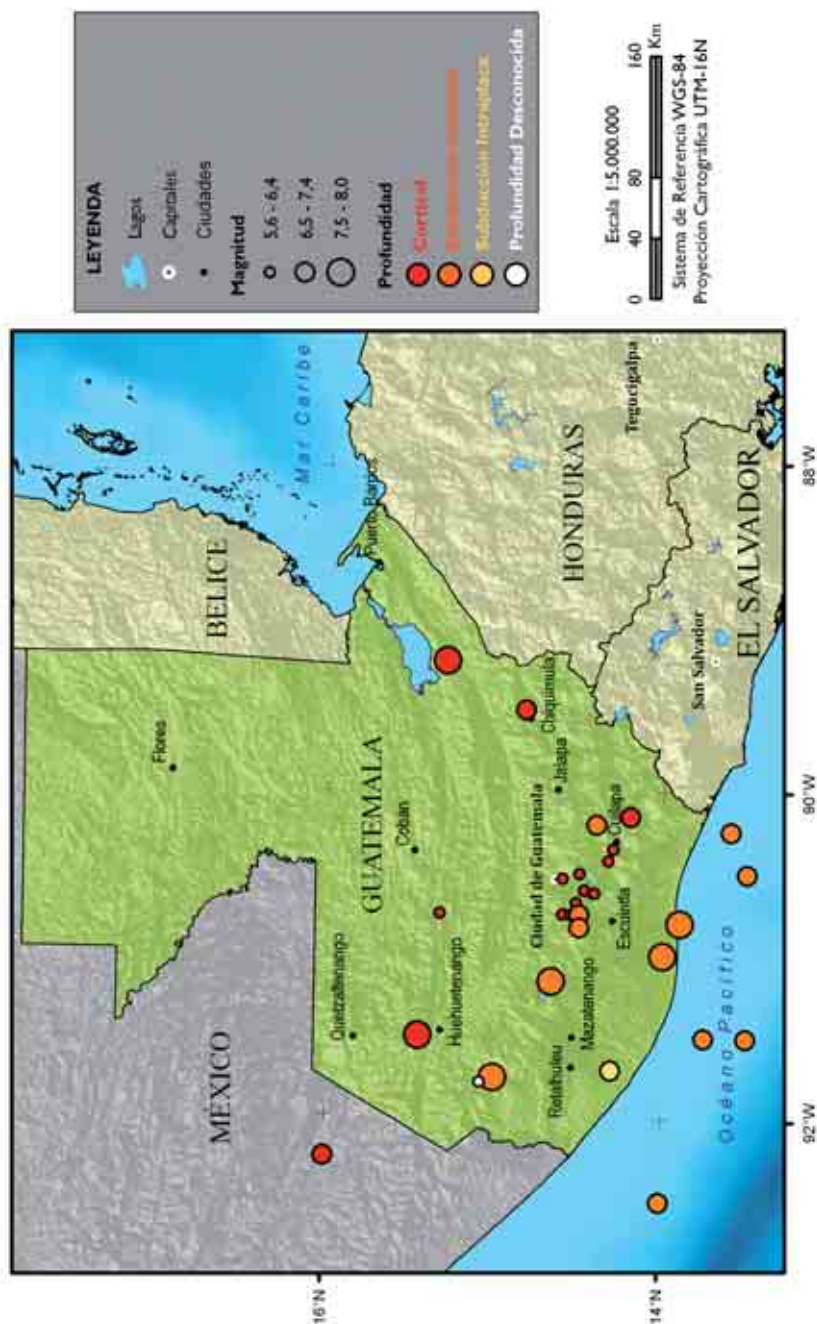 MÉXICO
BELICE
Flores
GUATEMALA
Mar Caribe
Quetzaltenango
Cobán
Puerto Barrios
Huehuetenango
Ciudad de Guatemala
Chiquimula
HONDURAS
Jalapa
Retalhuleu
Mazatenango
Escuintla
Cuilapa
Tegucigalpa
San Salvador
EL SALVADOR
Océano Pacífico
16°N
14°N
92°W
90°W
88°W
LEYENDA
Lagos
Capitales
Ciudades
Magnitud
5,6 - 6,4
6,5 - 7,4
7,5 - 8,0
Profundidad
Cortical
Subducción Intraplaca
Profundidad Desconocida
Escala 1:5.000.000
0 40 80 160
Km
Sistema de Referencia WGS-84
Proyección Cartográfica UTM-16N